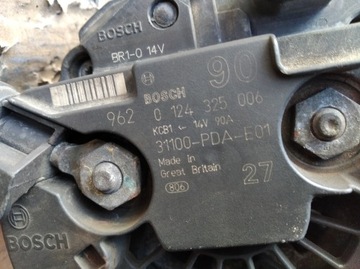 BOSCH
BR1-0 14V
90
BOSCH
962 0 124 325 006
KCB1 ← 14V 90A
31100-PDA-E01
Made in
Great Britain
27
806
BOSCH